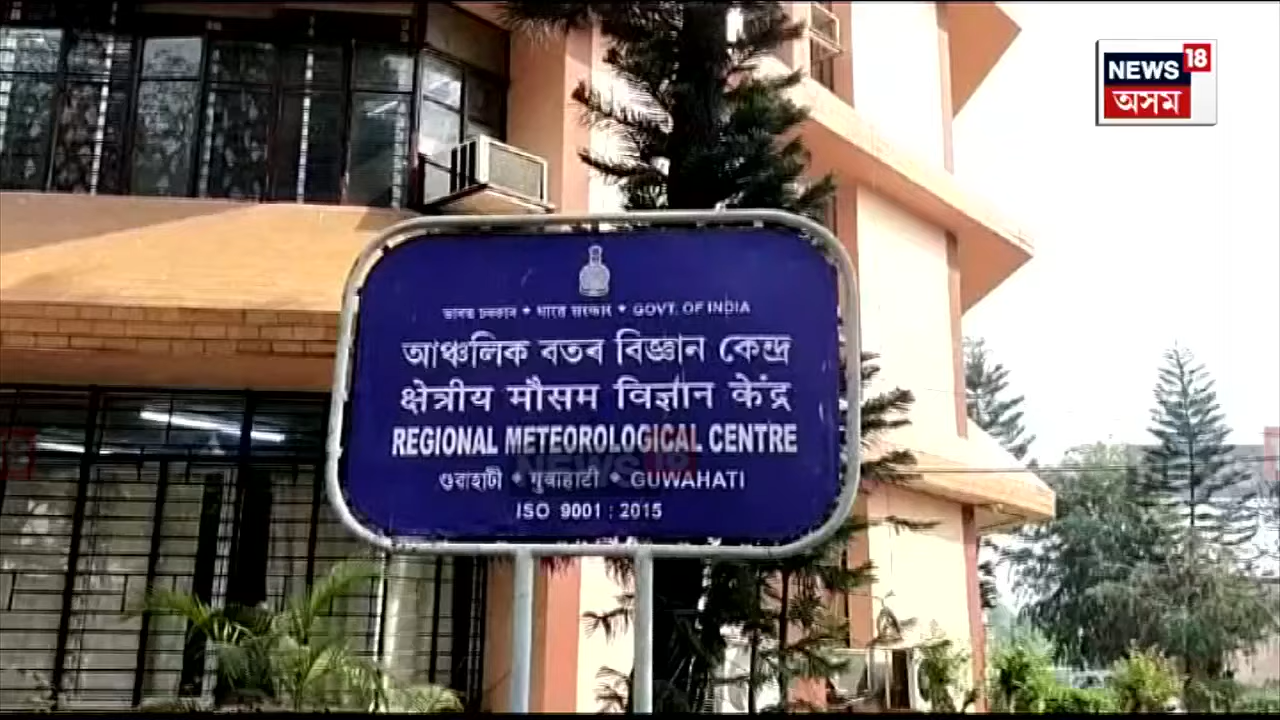 NEWS 18
অসম
ভাৰত চৰকাৰ • भारत सरकार • GOVT. OF INDIA
আঞ্চলিক বতৰ বিজ্ঞান কেন্দ্ৰ
क्षेत्रीय मौसम विज्ञान केंद्र
REGIONAL METEOROLOGICAL CENTRE
গুৱাহাটী • गुवाहाटी • GUWAHATI
ISO 9001 : 2015